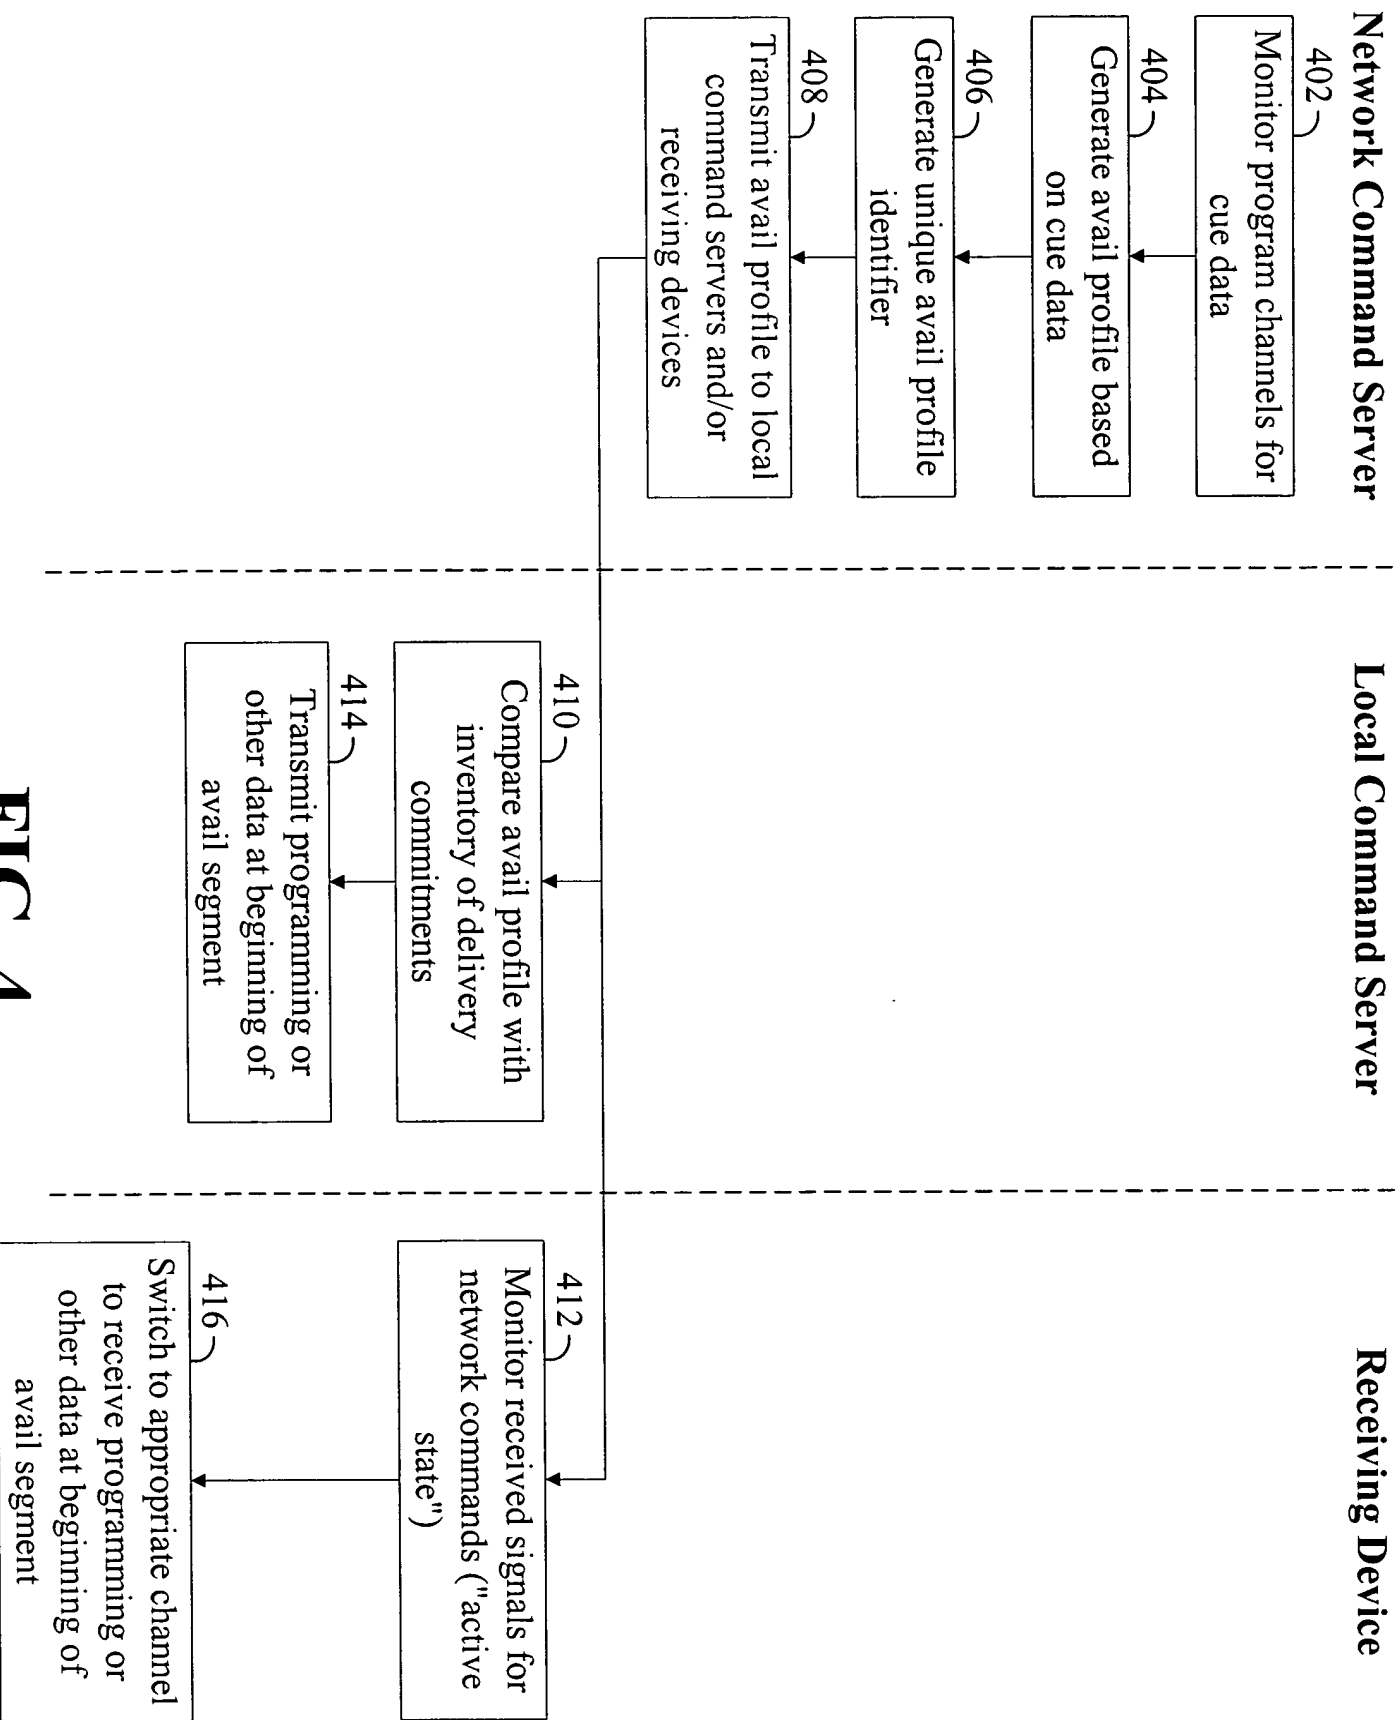 Network Command Server
402
Monitor program channels for
cue data
404
Generate avail profile based
on cue data
406
Generate unique avail profile
identifier
408
Transmit avail profile to local
command servers and/or
receiving devices
Local Command Server
410
Compare avail profile with
inventory of delivery
commitments
414
Transmit programming or
other data at beginning of
avail segment
Receiving Device
412
Monitor received signals for
network commands ("active
state")
416
Switch to appropriate channel
to receive programming or
other data at beginning of
avail segment
FIG. 4